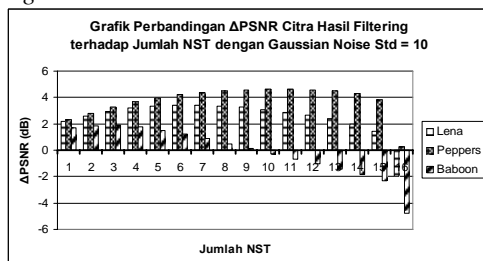 Grafik Perbandingan ΔPSNR Citra Hasil Filtering
terhadap Jumlah NST dengan Gaussian Noise Std = 10
6
4
2
0
-2
-4
-6
ΔPSNR (dB)
1 2 3 4 5 6 7 8 9 10 11 12 13 14 15 16
Jumlah NST
Lena
Peppers
Baboon